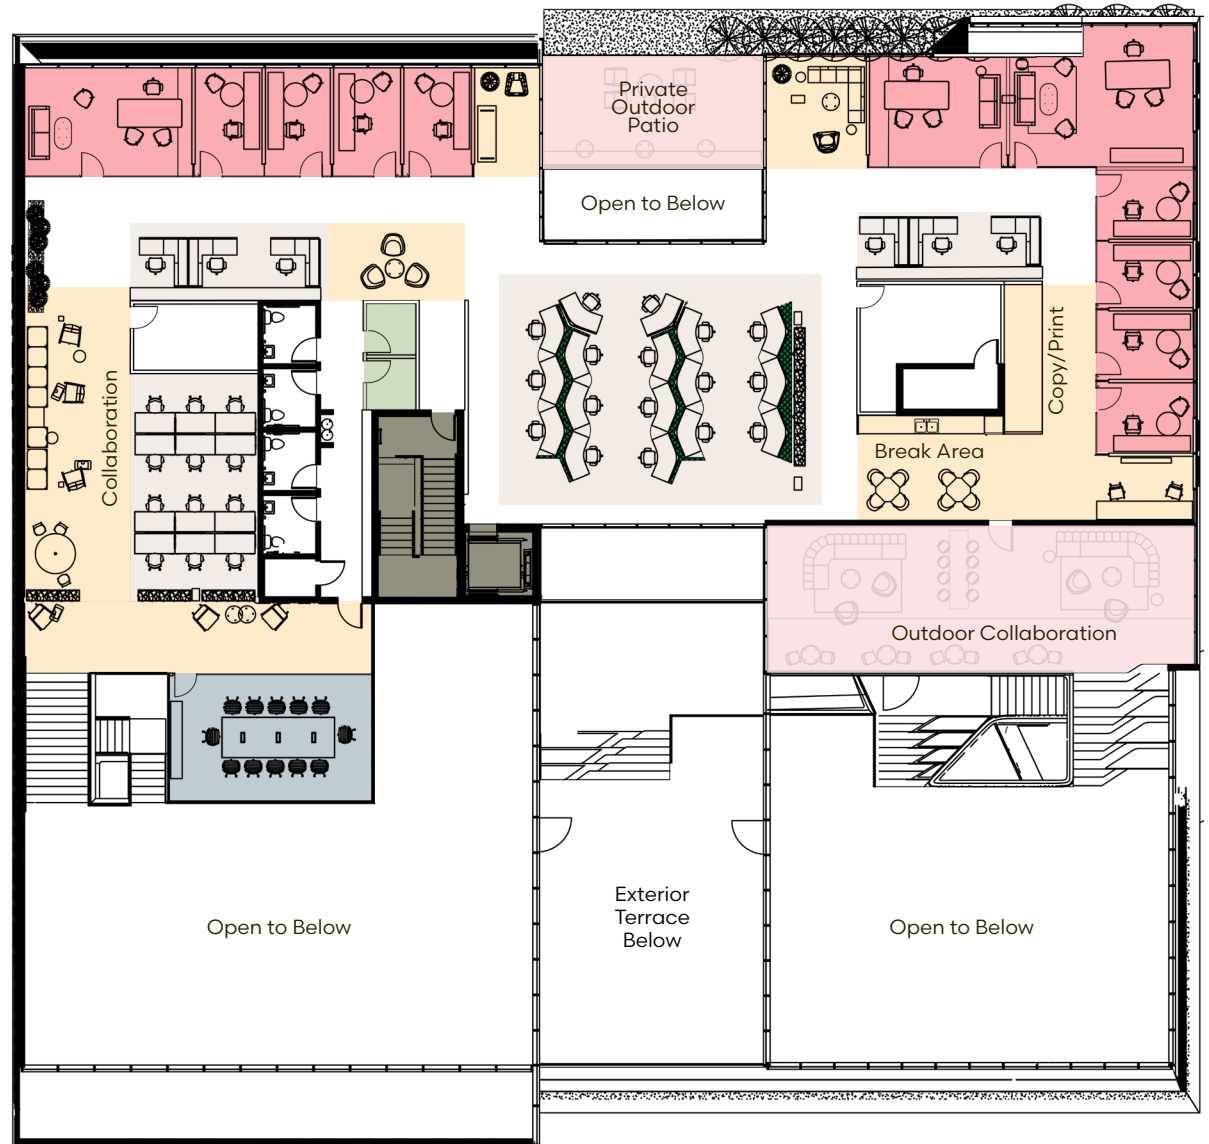 Private
Outdoor
Patio
Open to Below
Collaboration
Copy/Print
Break Area
Outdoor Collaboration
Open to Below
Exterior
Terrace
Below
Open to Below